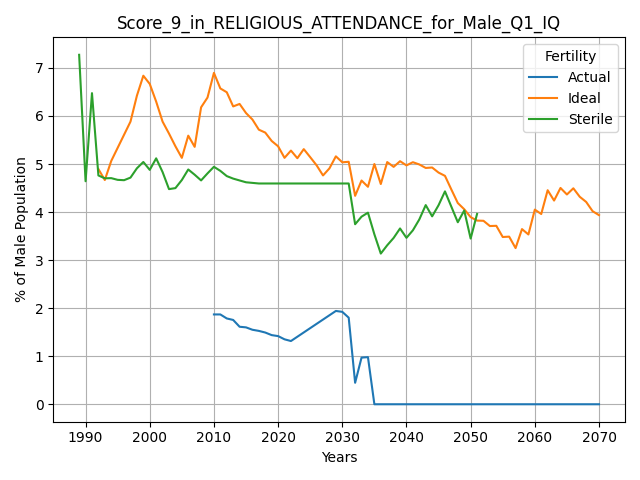 Score_9_in_RELIGIOUS_ATTENDANCE_for_Male_Q1_IQ
Fertility
Actual
Ideal
Sterile
% of Male Population
7
6
5
4
3
2
1
0
1990 2000 2010 2020 2030 2040 2050 2060 2070
Years